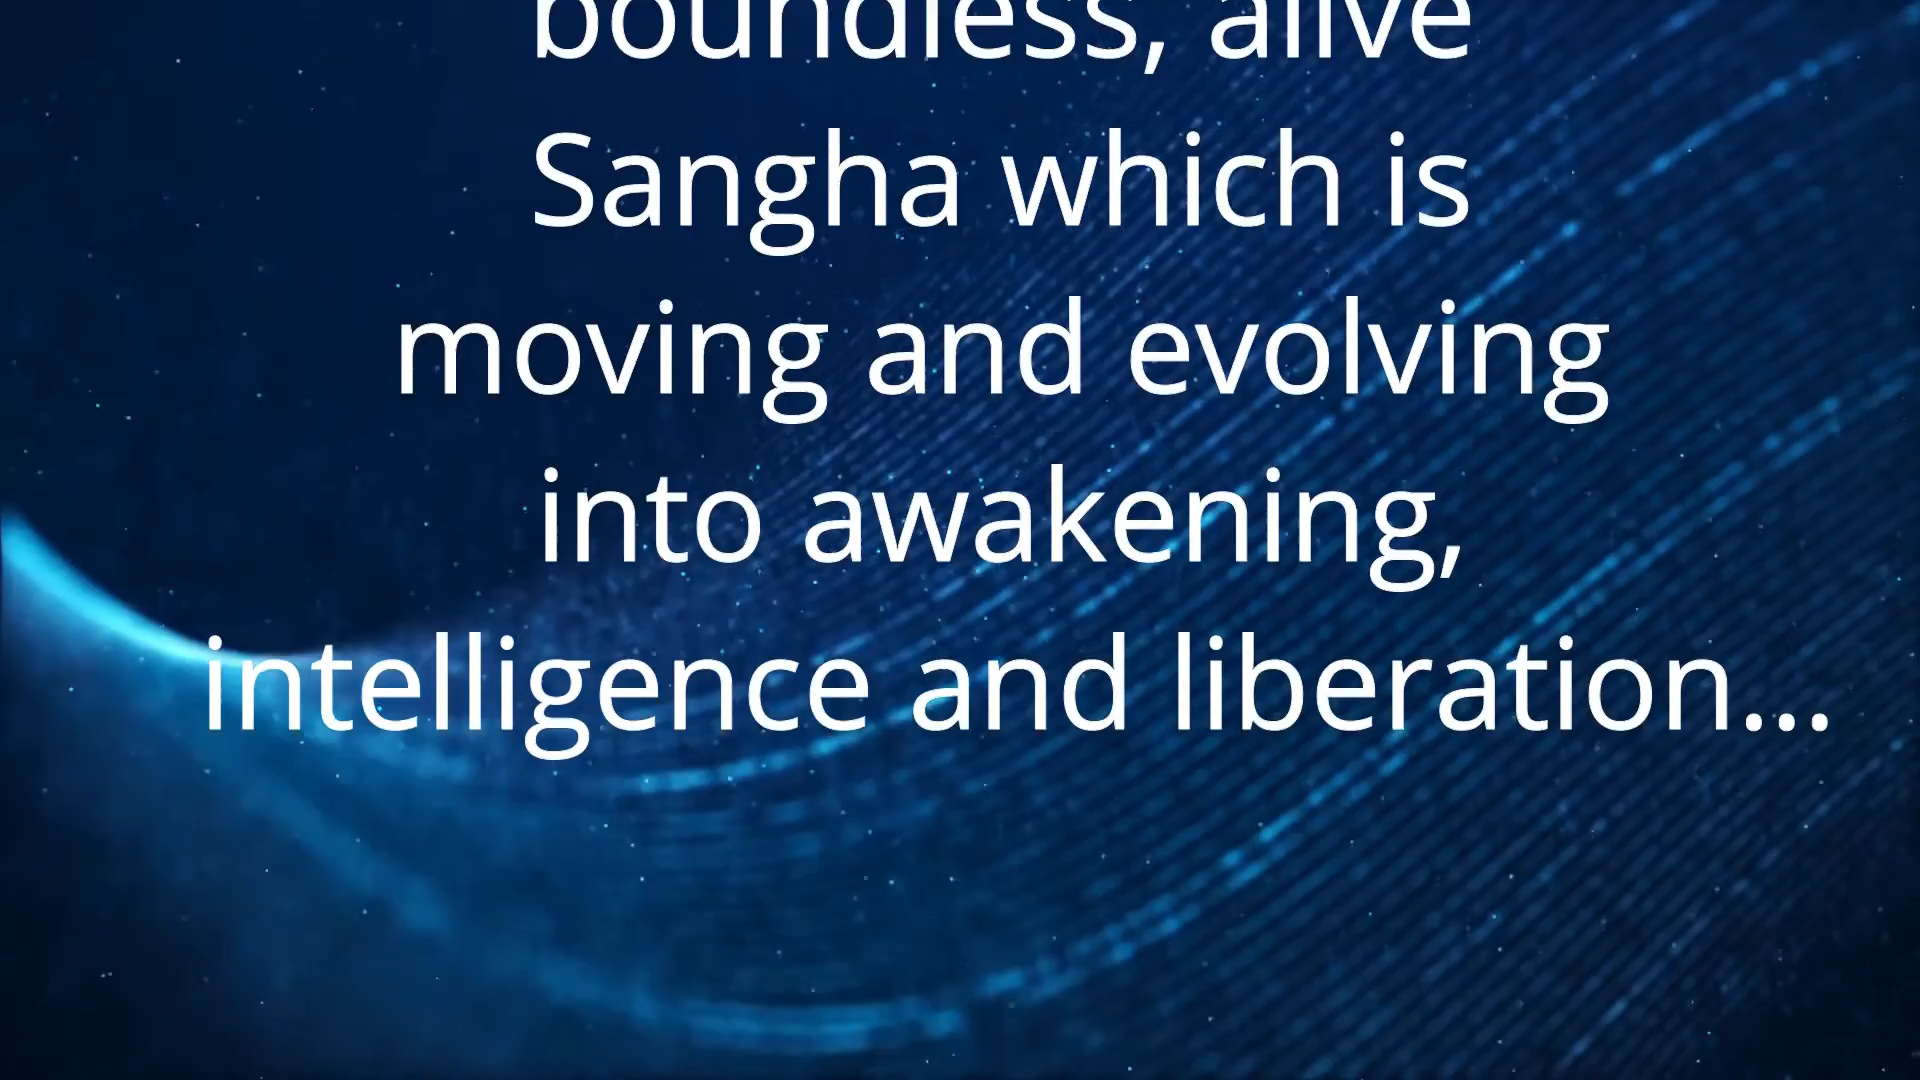 boundless, alive
Sangha which is
moving and evolving
into awakening,
intelligence and liberation...